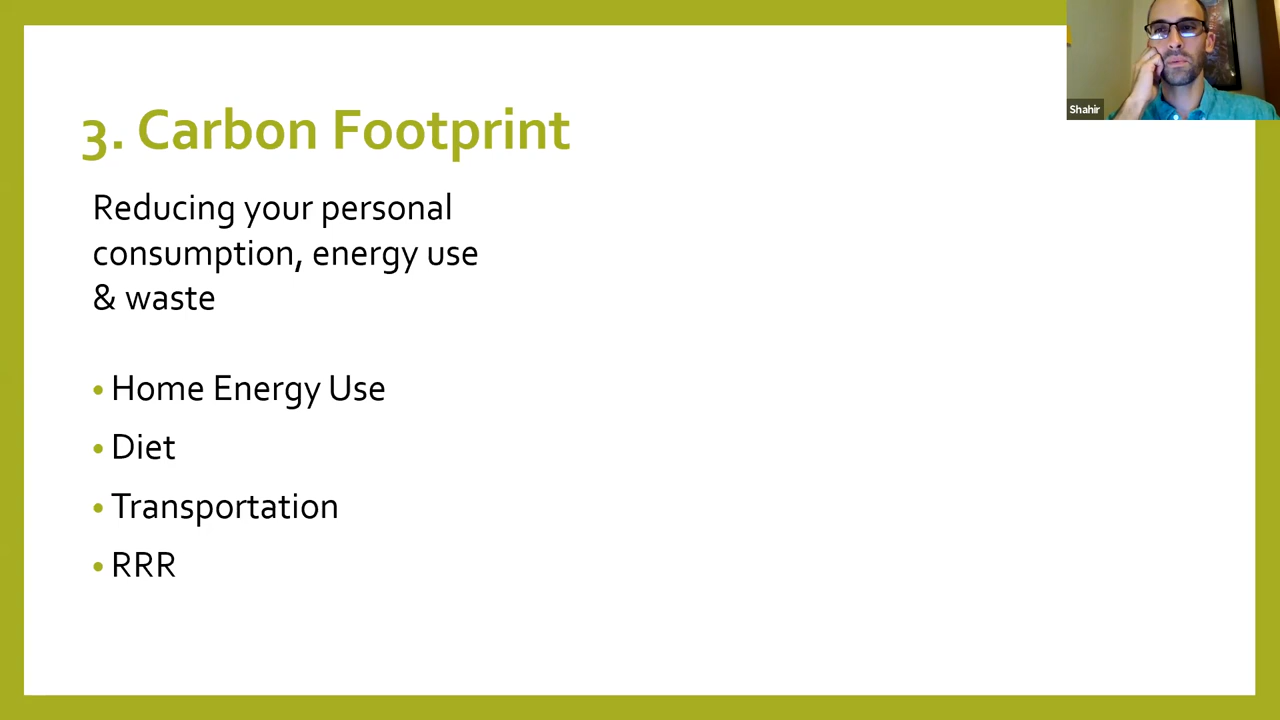 3. Carbon Footprint
Reducing your personal
consumption, energy use
& waste
• Home Energy Use
• Diet
• Transportation
• RRR
Shahir